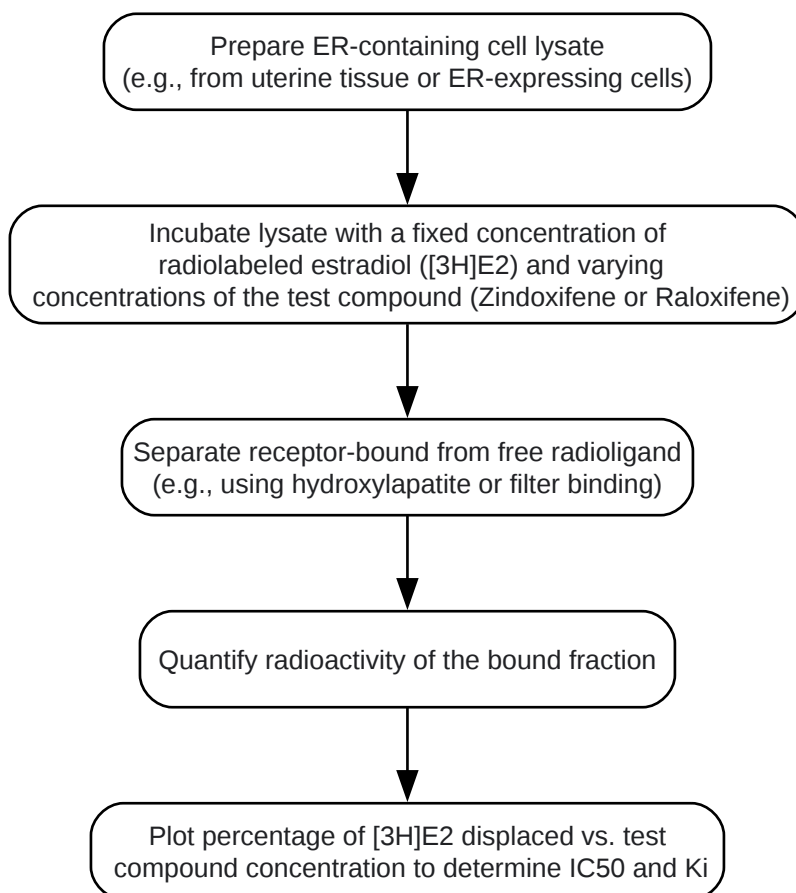 Prepare ER-containing cell lysate
(e.g., from uterine tissue or ER-expressing cells)
Incubate lysate with a fixed concentration of
radiolabeled estradiol ([3H]E2) and varying
concentrations of the test compound (Zindoxifene or Raloxifene)
Separate receptor-bound from free radioligand
(e.g., using hydroxylapatite or filter binding)
Quantify radioactivity of the bound fraction
Plot percentage of [3H]E2 displaced vs. test
compound concentration to determine IC50 and Ki